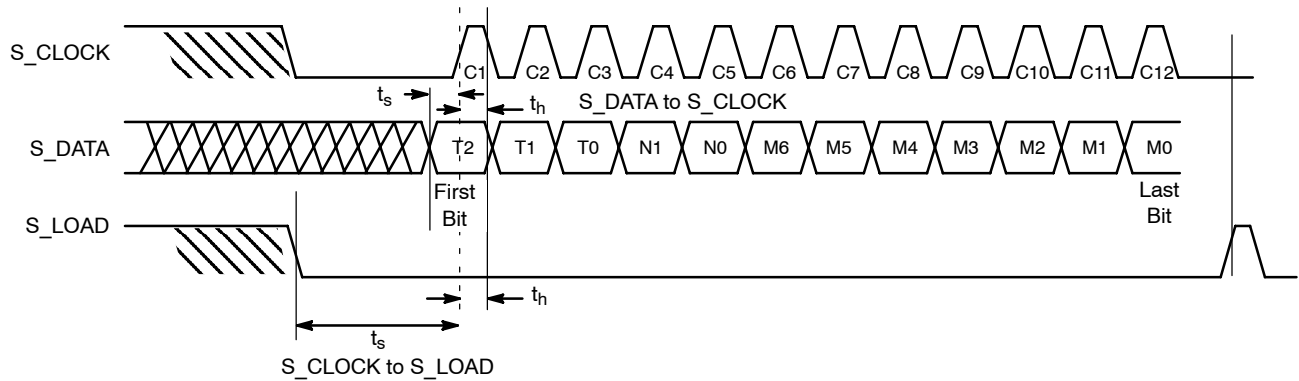 S_CLOCK
C1 C2 C3 C4 C5 C6 C7 C8 C9 C10 C11 C12
ts
th
S_DATA to S_CLOCK
S_DATA
T2 T1 T0 N1 N0 M6 M5 M4 M3 M2 M1 M0
First
Bit
Last
Bit
S_LOAD
th
ts
S_CLOCK to S_LOAD